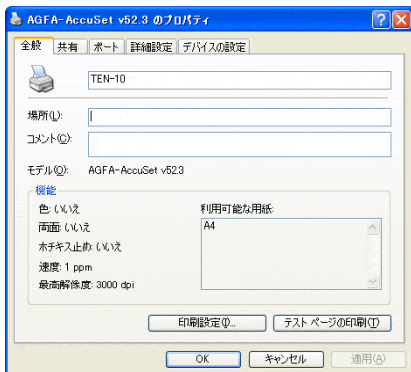 AGFA-AccuSet v52.3 のプロパティ
全般 共有 ポート 詳細設定 デバイスの設定
TEN-10
場所(L):
コメント(C):
モデル(O): AGFA-AccuSet v52.3
機能
色: いいえ
両面: いいえ
ホチキス止め: いいえ
速度: 1 ppm
最高解像度: 3000 dpi
利用可能な用紙:
A4
印刷設定(I)... テスト ページの印刷(T)
OK キャンセル 適用(A)